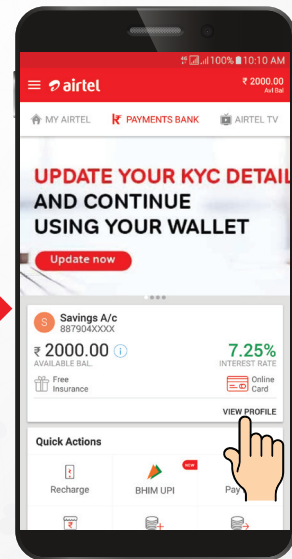 100% 10:10 AM
airtel
₹ 2000.00
Avl Bal
MY AIRTEL
PAYMENTS BANK
AIRTEL TV
UPDATE YOUR KYC DETAIL
AND CONTINUE
USING YOUR WALLET
Update now
S
Savings A/c
887904XXXX
₹ 2000.00
AVAILABLE BAL.
7.25%
INTEREST RATE
Free
Insurance
Online
Card
VIEW PROFILE
Quick Actions
Recharge
NEW
BHIM UPI
Pay